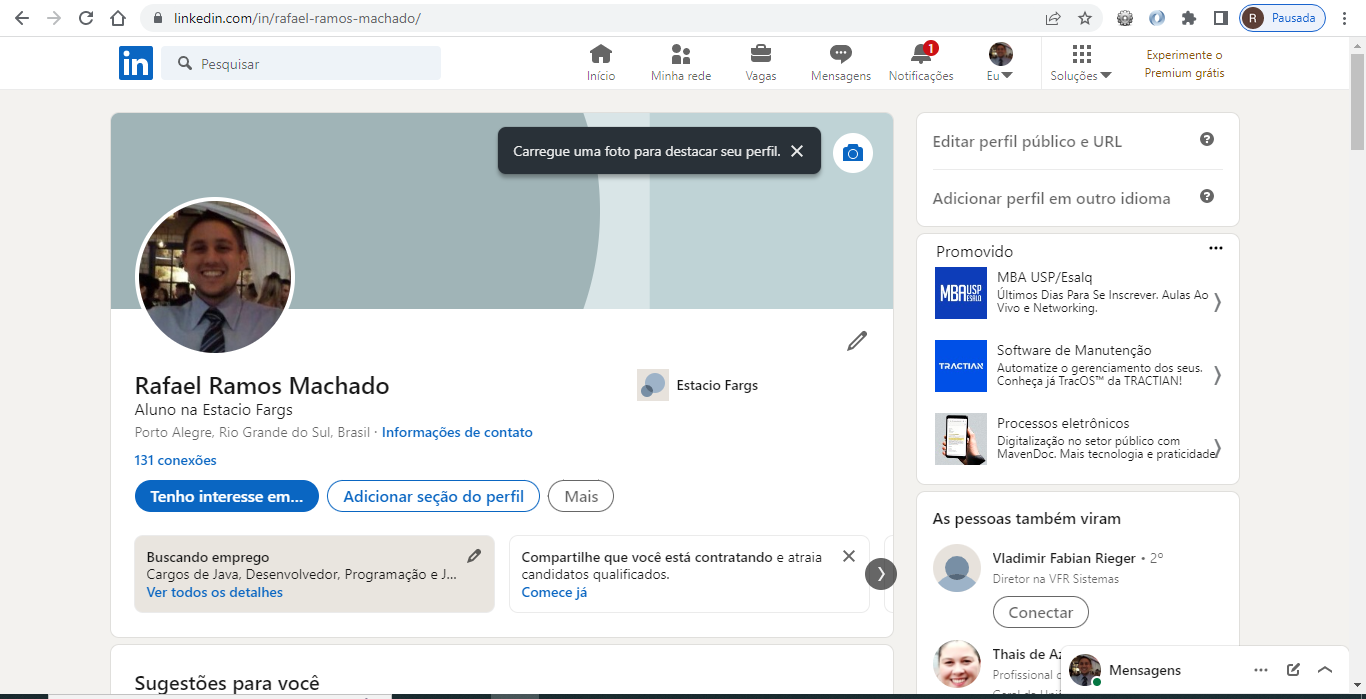 linkedin.com/in/rafael-ramos-machado/
R Pausada
in
Pesquisar
Início
Minha rede
Vagas
Mensagens
1
Notificações
Eu
Soluções
Experimente o
Premium grátis
Carregue uma foto para destacar seu perfil.
Rafael Ramos Machado
Aluno na Estacio Fargs
Porto Alegre, Rio Grande do Sul, Brasil · Informações de contato
131 conexões
Estacio Fargs
Tenho interesse em...
Adicionar seção do perfil
Mais
Buscando emprego
Cargos de Java, Desenvolvedor, Programação e J...
Ver todos os detalhes
Compartilhe que você está contratando e atraia
candidatos qualificados.
Comece já
Sugestões para você
Editar perfil público e URL
Adicionar perfil em outro idioma
Promovido
MBA USP ESALQ
MBA USP/Esalq
Últimos Dias Para Se Inscrever. Aulas Ao
Vivo e Networking.
TRACTIAN
Software de Manutenção
Automatize o gerenciamento dos seus.
Conheça já TracOS™ da TRACTIAN!
Processos eletrônicos
Digitalização no setor público com
MavenDoc. Mais tecnologia e praticidade
As pessoas também viram
Vladimir Fabian Rieger • 2º
Diretor na VFR Sistemas
Conectar
Thais de Az
Profissional
Mensagens